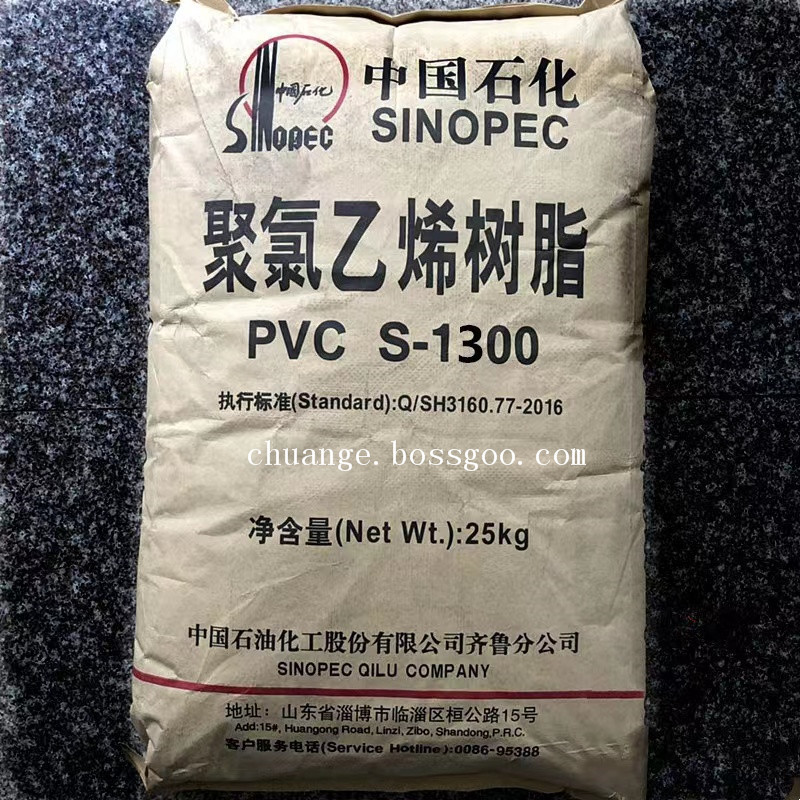 中国石化
SINOPEC
中国石化
SINOPEC
聚氯乙烯树脂
PVC S-1300
执行标准(Standard):Q/SH3160.77-2016
chuange.bossgoo.com
净含量(Net Wt.):25kg
中国石油化工股份有限公司齐鲁分公司
SINOPEC QILU COMPANY
地址：山东省淄博市临淄区桓公路15号
Add:15#, Huangong Road, Linzi, Zibo, Shandong,P.R.C.
客户服务电话(Service Hotline):0086-95388